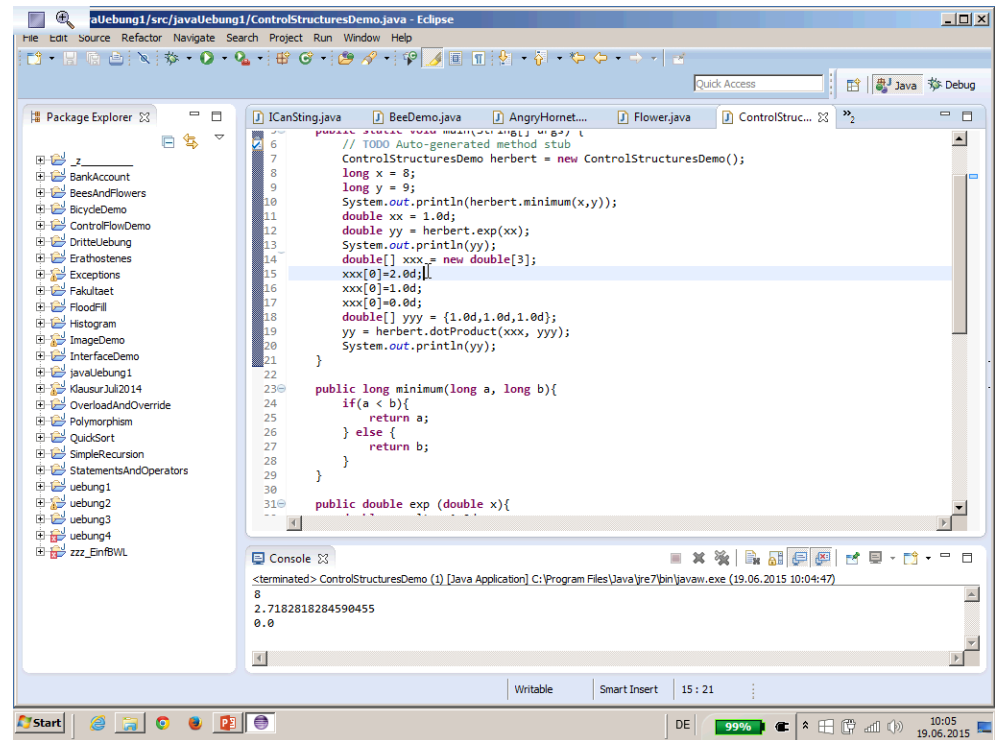 aUebung1/src/javaUebung1/ControlStructuresDemo.java - Eclipse
File Edit Source Refactor Navigate Search Project Run Window Help
Quick Access
Java
Debug
Package Explorer
_z_________
BankAccount
BeesAndFlowers
BicycleDemo
ControlFlowDemo
DritteUebung
Erathostenes
Exceptions
Fakultaet
FloodFill
Histogram
ImageDemo
InterfaceDemo
javaUebung1
KlausurJuli2014
OverloadAndOverride
Polymorphism
QuickSort
SimpleRecursion
StatementsAndOperators
uebung1
uebung2
uebung3
uebung4
zzz_EinfBWL
ICanSting.java BeeDemo.java AngryHornet.... Flower.java ControlStruc... »2
5 public static void main(String[] args) {
6 // TODO Auto-generated method stub
7 ControlStructuresDemo herbert = new ControlStructuresDemo();
8 long x = 8;
9 long y = 9;
10 System.out.println(herbert.minimum(x,y));
11 double xx = 1.0d;
12 double yy = herbert.exp(xx);
13 System.out.println(yy);
14 double[] xxx = new double[3];
15 xxx[0]=2.0d;
16 xxx[0]=1.0d;
17 xxx[0]=0.0d;
18 double[] yyy = {1.0d,1.0d,1.0d};
19 yy = herbert.dotProduct(xxx, yyy);
20 System.out.println(yy);
21 }
22
23 public long minimum(long a, long b){
24 if(a < b){
25 return a;
26 } else {
27 return b;
28 }
29 }
30
31 public double exp (double x){
Console
<terminated> ControlStructuresDemo (1) [Java Application] C:\Program Files\Java\jre7\bin\javaw.exe (19.06.2015 10:04:47)
8
2.7182818284590455
0.0
Writable Smart Insert 15 : 21
Start
DE 99% 10:05
19.06.2015